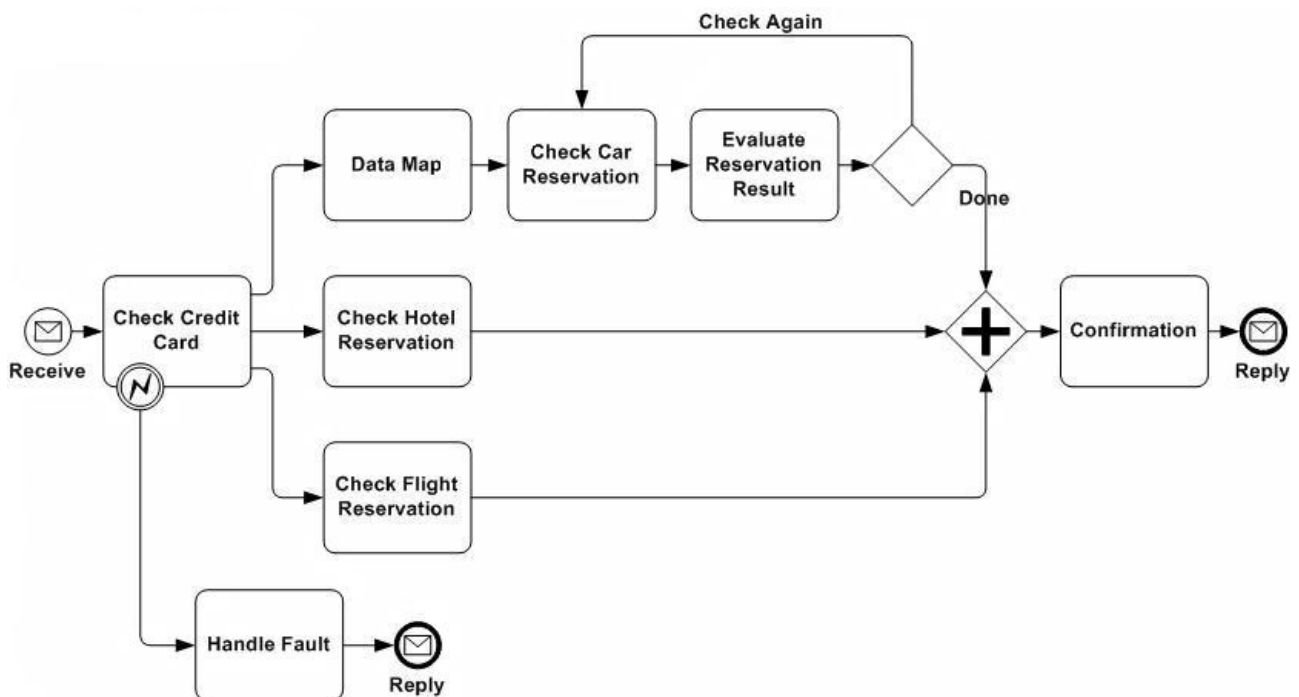 Check Again
Data Map
Check Car
Reservation
Evaluate
Reservation
Result
Done
Check Credit
Card
Receive
Check Hotel
Reservation
Confirmation
Reply
Check Flight
Reservation
Handle Fault
Reply